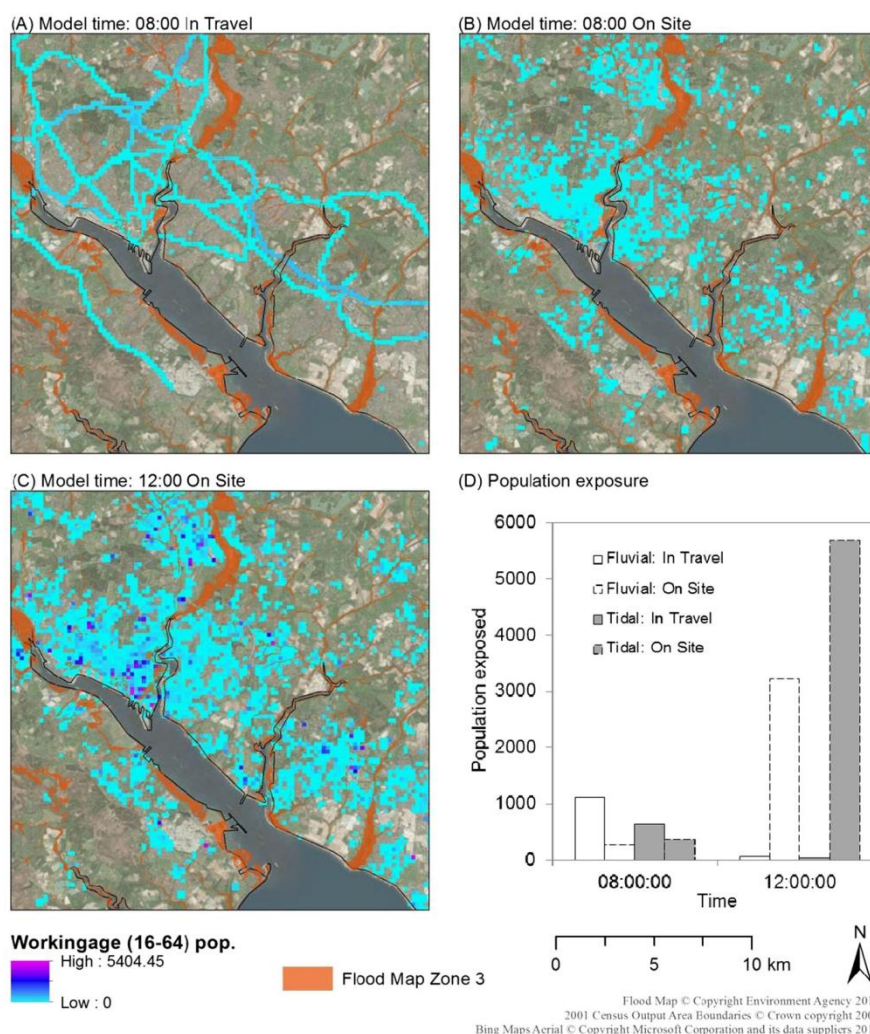 (A) Model time: 08:00 In Travel
(B) Model time: 08:00 On Site
(C) Model time: 12:00 On Site
(D) Population exposure
6000
5000
4000
3000
2000
1000
0
Population exposed
Fluvial: In Travel
Fluvial: On Site
Tidal: In Travel
Tidal: On Site
08:00:00
12:00:00
Time
Workingage (16-64) pop.
High : 5404.45
Low : 0
Flood Map Zone 3
0
5
10 km
N
Flood Map © Copyright Environment Agency
2001 Census Output Area Boundaries © Crown copyright
Bing Maps Aerial © Copyright Microsoft Corporation and its data suppliers